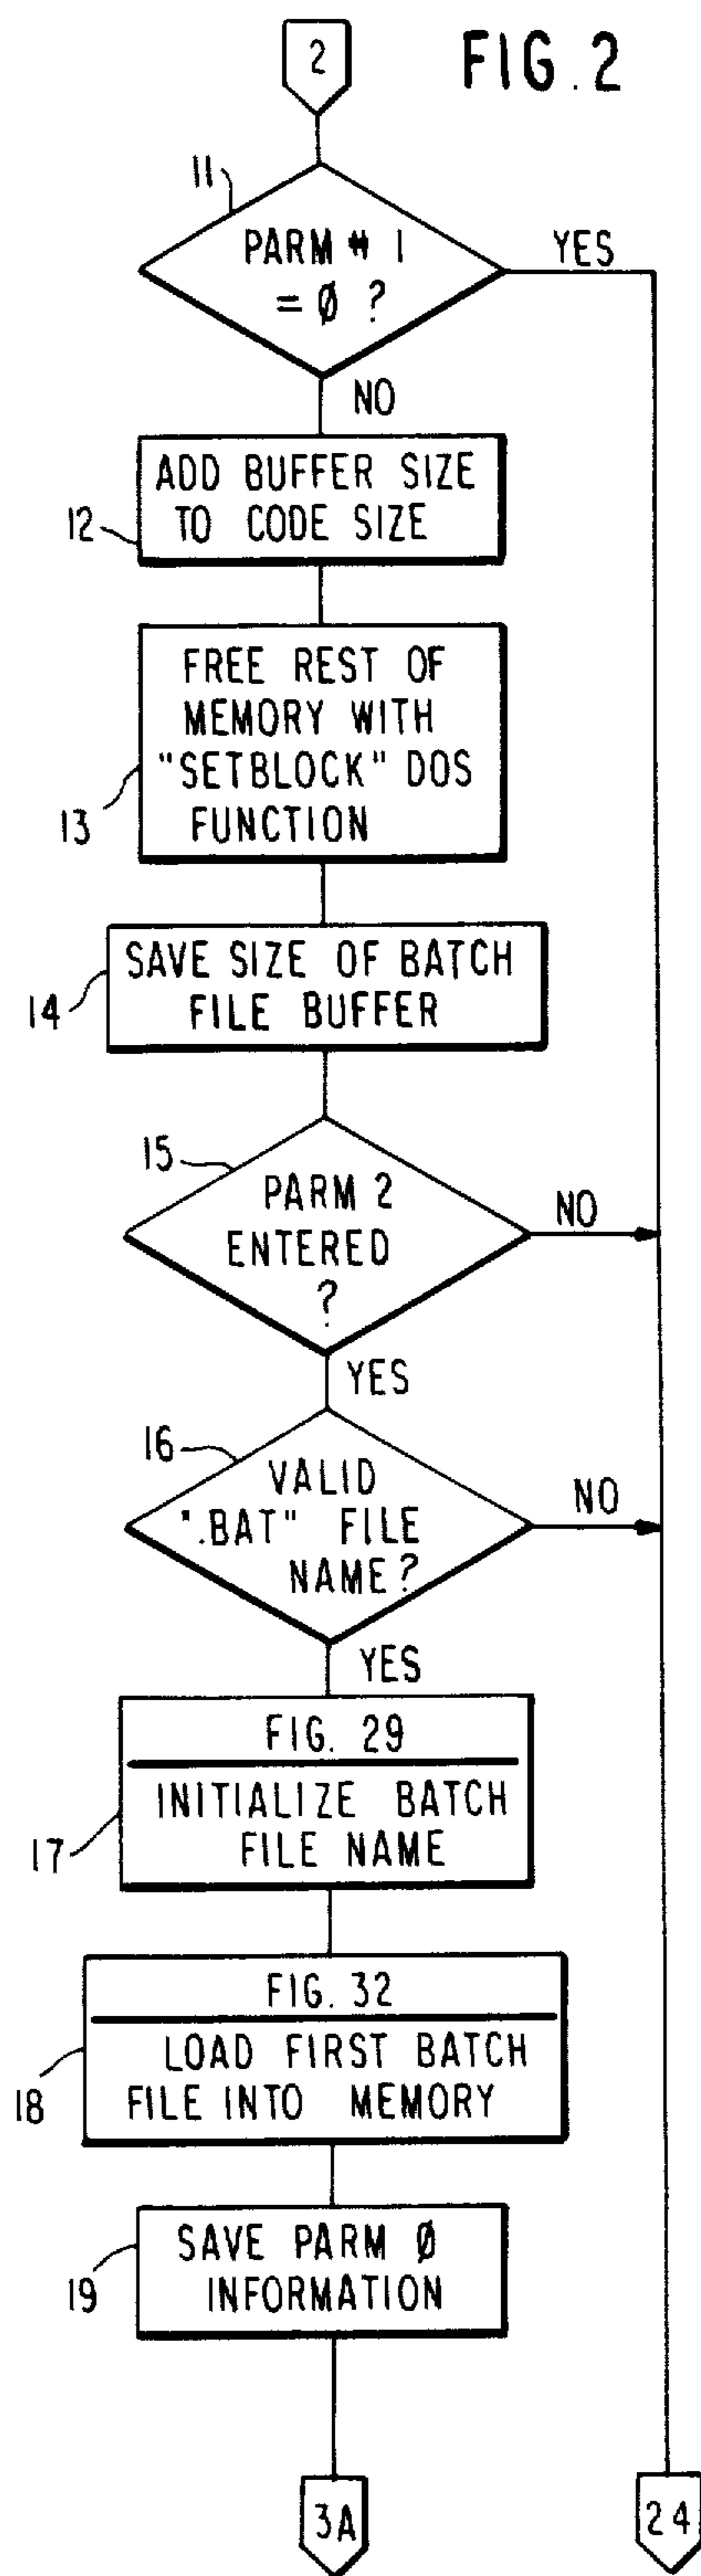 2
FIG. 2
11
PARM # 1
= Ø ?
YES
NO
ADD BUFFER SIZE
TO CODE SIZE
12
FREE REST OF
MEMORY WITH
"SETBLOCK" DOS
FUNCTION
13
SAVE SIZE OF BATCH
FILE BUFFER
14
15
PARM 2
ENTERED
?
NO
YES
16
VALID
".BAT" FILE
NAME?
NO
YES
FIG. 29
INITIALIZE BATCH
FILE NAME
17
FIG. 32
LOAD FIRST BATCH
FILE INTO MEMORY
18
SAVE PARM Ø
INFORMATION
19
3A
24